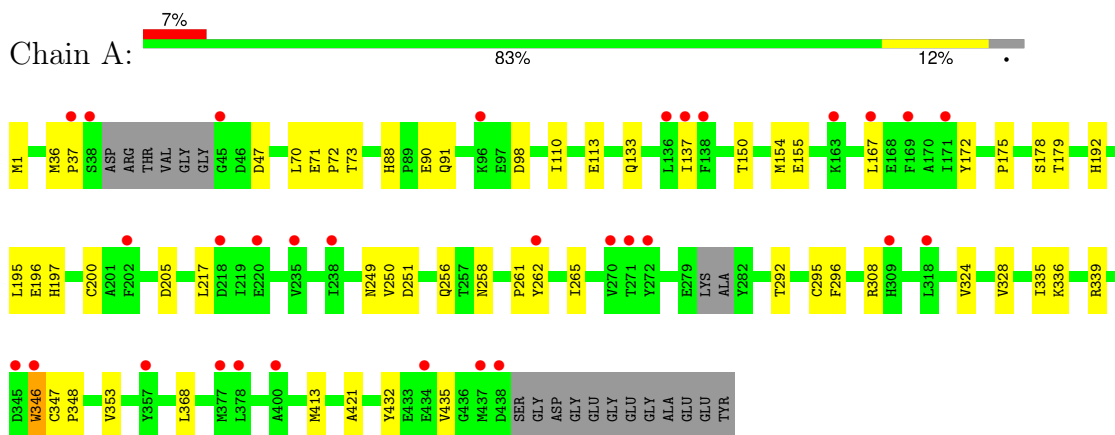 7%
Chain A:
83% 12% •
M1 M36 P37 S38 ASP ARG THR VAL GLY GLY G45 D46 D47 L70 E71 P72 T73 H88 P89 E90 Q91 K96 E97 D98 I110 E113 Q133 L136 I137 F138 T150 M154 E155 K163 L167 E168 F169 A170 I171 Y172 P175 S178 T179 H192
L195 E196 H197 C200 A201 F202 D205 L217 D218 I219 E220 V235 I238 N249 V250 D251 Q256 T257 N258 P261 Y262 I265 V270 T271 Y272 E279 LYS ALA Y282 T292 C295 F296 R308 H309 L318 V324 V328 I335 K336 R339
D345 W346 C347 P348 V353 Y357 L368 M377 L378 A400 M413 A421 Y432 E433 E434 V435 G436 M437 D438 SER GLY ASP GLY GLU GLY GLU GLY ALA GLU GLU TYR